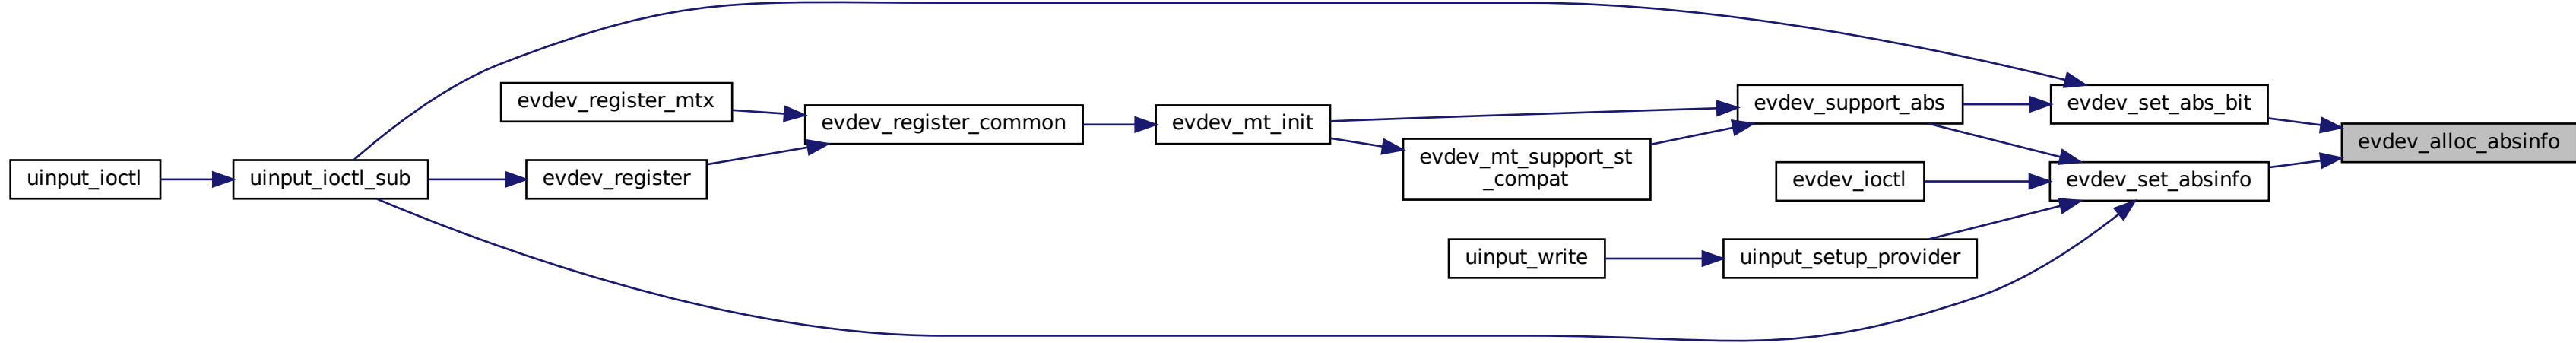 evdev_register_mtx
evdev_support_abs
evdev_set_abs_bit
evdev_register_common
evdev_mt_init
evdev_alloc_absinfo
evdev_mt_support_st
_compat
uinput_ioctl
uinput_ioctl_sub
evdev_register
evdev_ioctl
evdev_set_absinfo
uinput_write
uinput_setup_provider